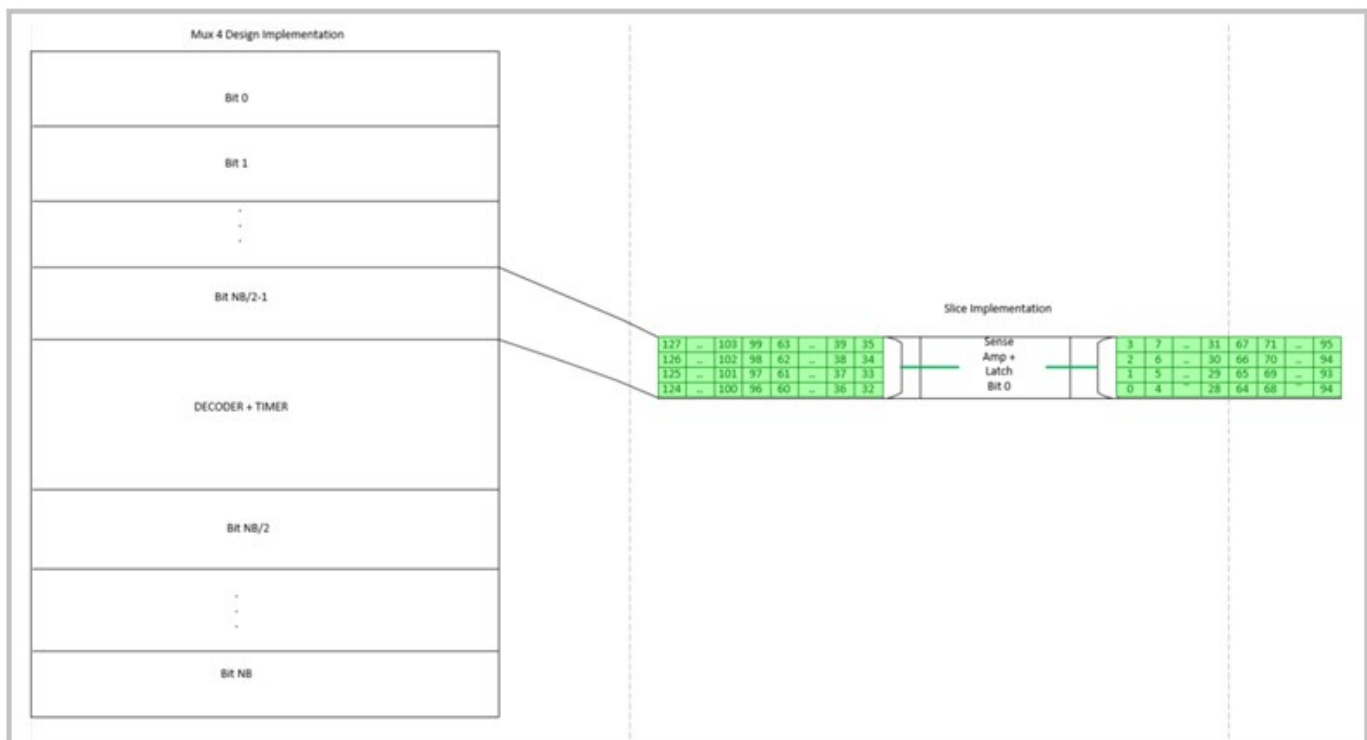 Mux 4 Design Implementation
Bit 0
Bit 1
.
.
.
Bit NB/2-1
DECODER + TIMER
Bit NB/2
.
.
.
Bit NB
Slice Implementation
127 .. 103 99 63 .. 39 35
126 .. 102 98 62 .. 38 34
125 .. 101 97 61 .. 37 33
124 .. 100 96 60 .. 36 32
Sense
Amp +
Latch
Bit 0
3 7 .. 31 67 71 .. 95
2 6 .. 30 66 70 .. 94
1 5 .. 29 65 69 .. 93
0 4 .. 28 64 68 .. 94